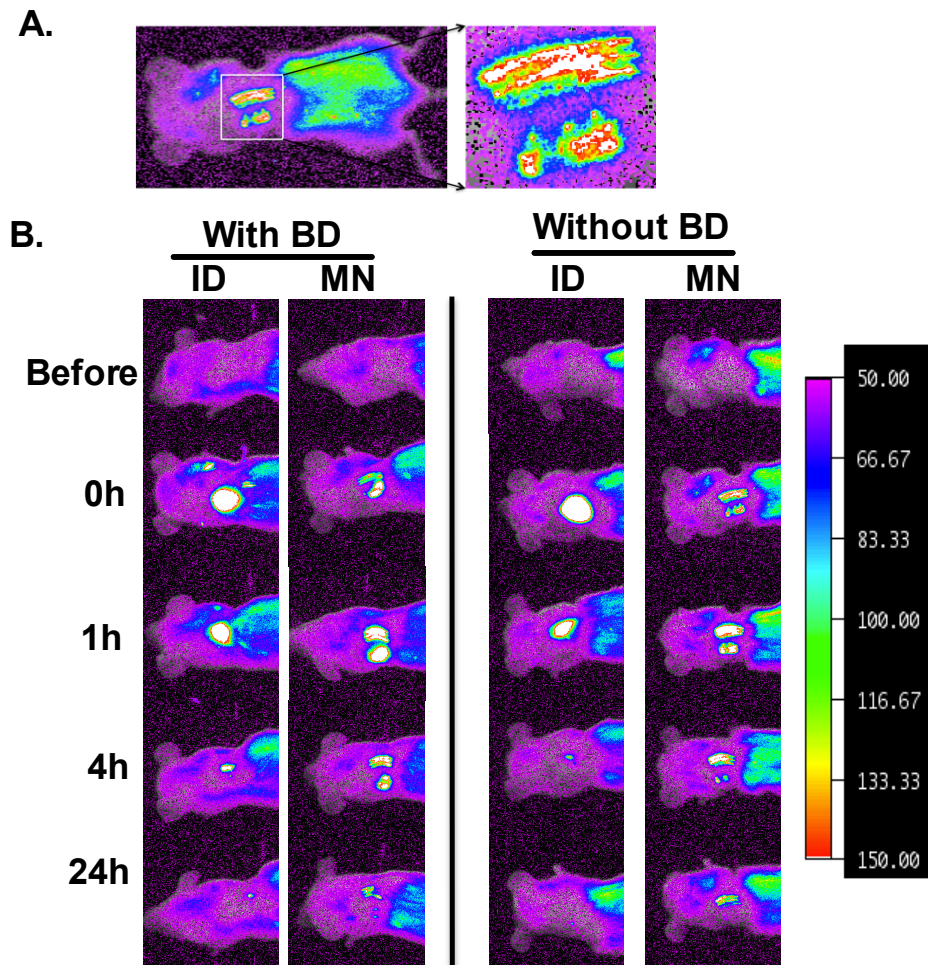 A.
B.
With BD
Without BD
ID
MN
ID
MN
Before
0h
1h
4h
24h
50.00
66.67
83.33
100.00
116.67
133.33
150.00